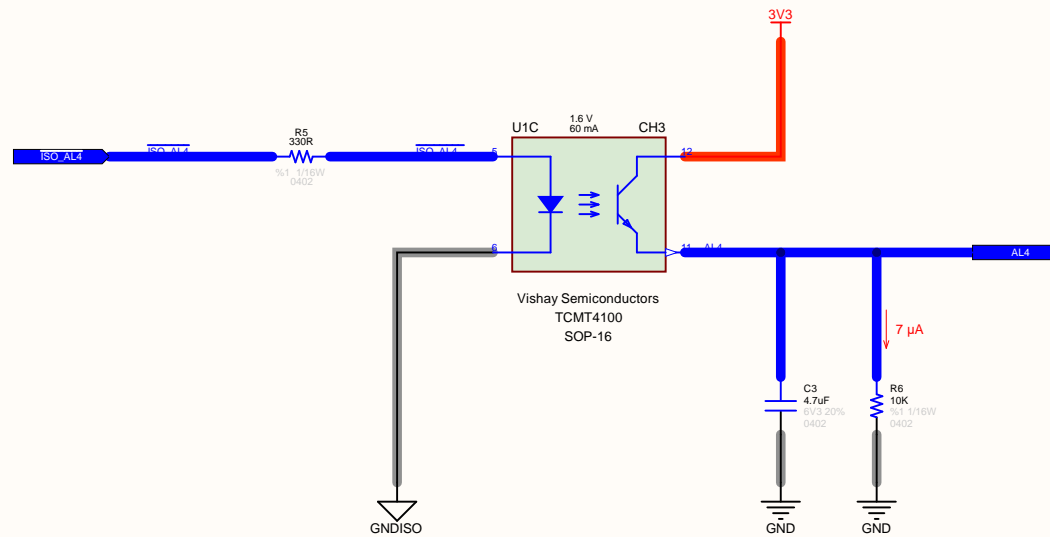 3V3
U1C
1.6 V
60 mA
CH3
R5
330R
ISO_AL4
ISO_AL4
ISO_AL4
5
12
%1 1/16W
0402
6
11
AL4
AL4
Vishay Semiconductors
TCMT4100
SOP-16
7 µA
C3
4.7uF
6V3 20%
0402
R6
10K
%1 1/16W
0402
GNDISO
GND
GND